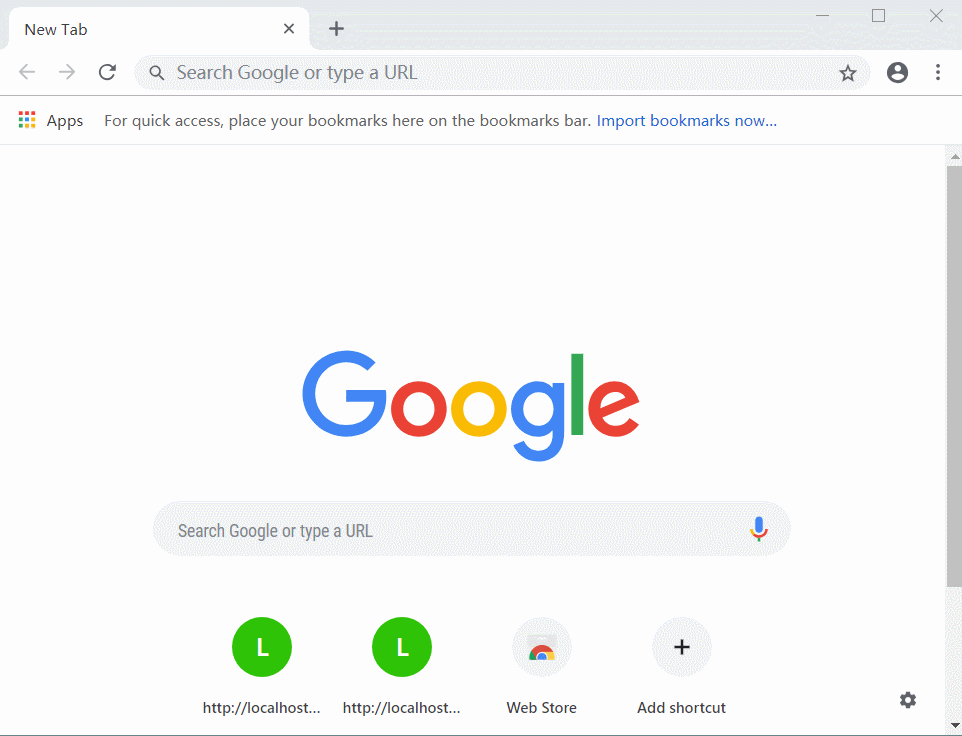 New Tab
Search Google or type a URL
Apps For quick access, place your bookmarks here on the bookmarks bar. Import bookmarks now...
Google
Search Google or type a URL
L L
http://localhost... http://localhost... Web Store Add shortcut